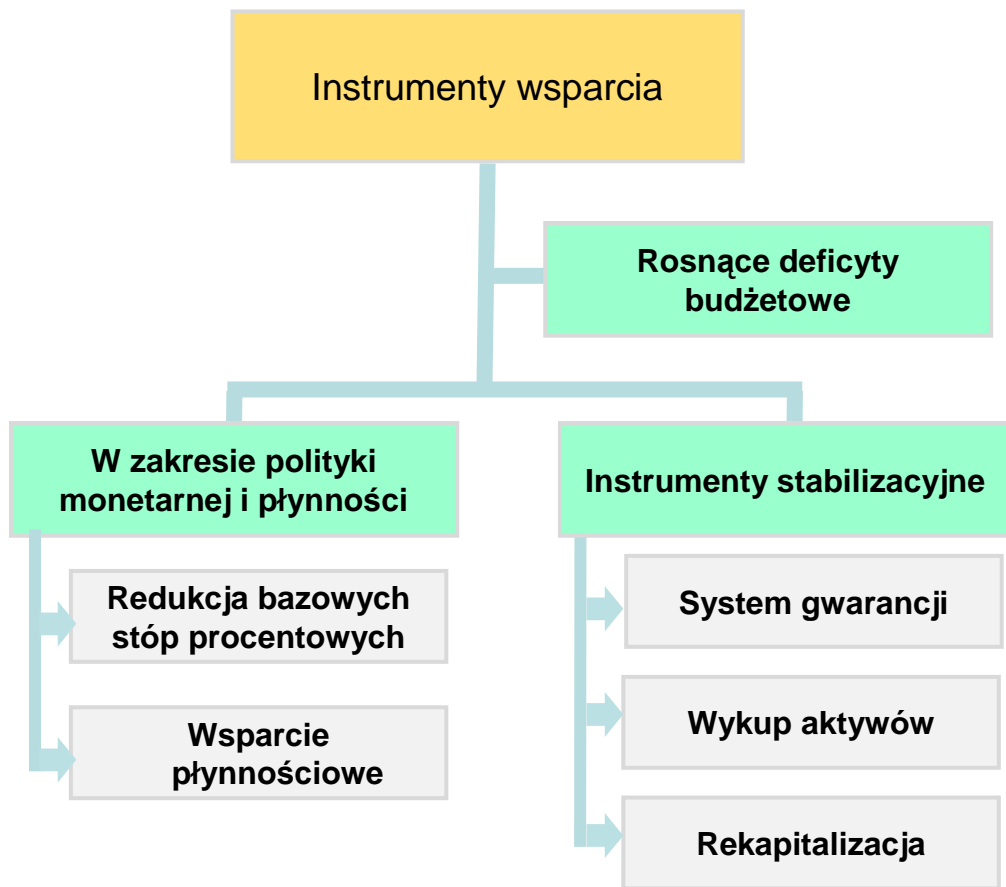 Instrumenty wsparcia
Rosnące deficyty
budżetowe
W zakresie polityki
monetarnej i płynności
Instrumenty stabilizacyjne
Redukcja bazowych
stóp procentowych
System gwarancji
Wsparcie
płynnościowe
Wykup aktywów
Rekapitalizacja